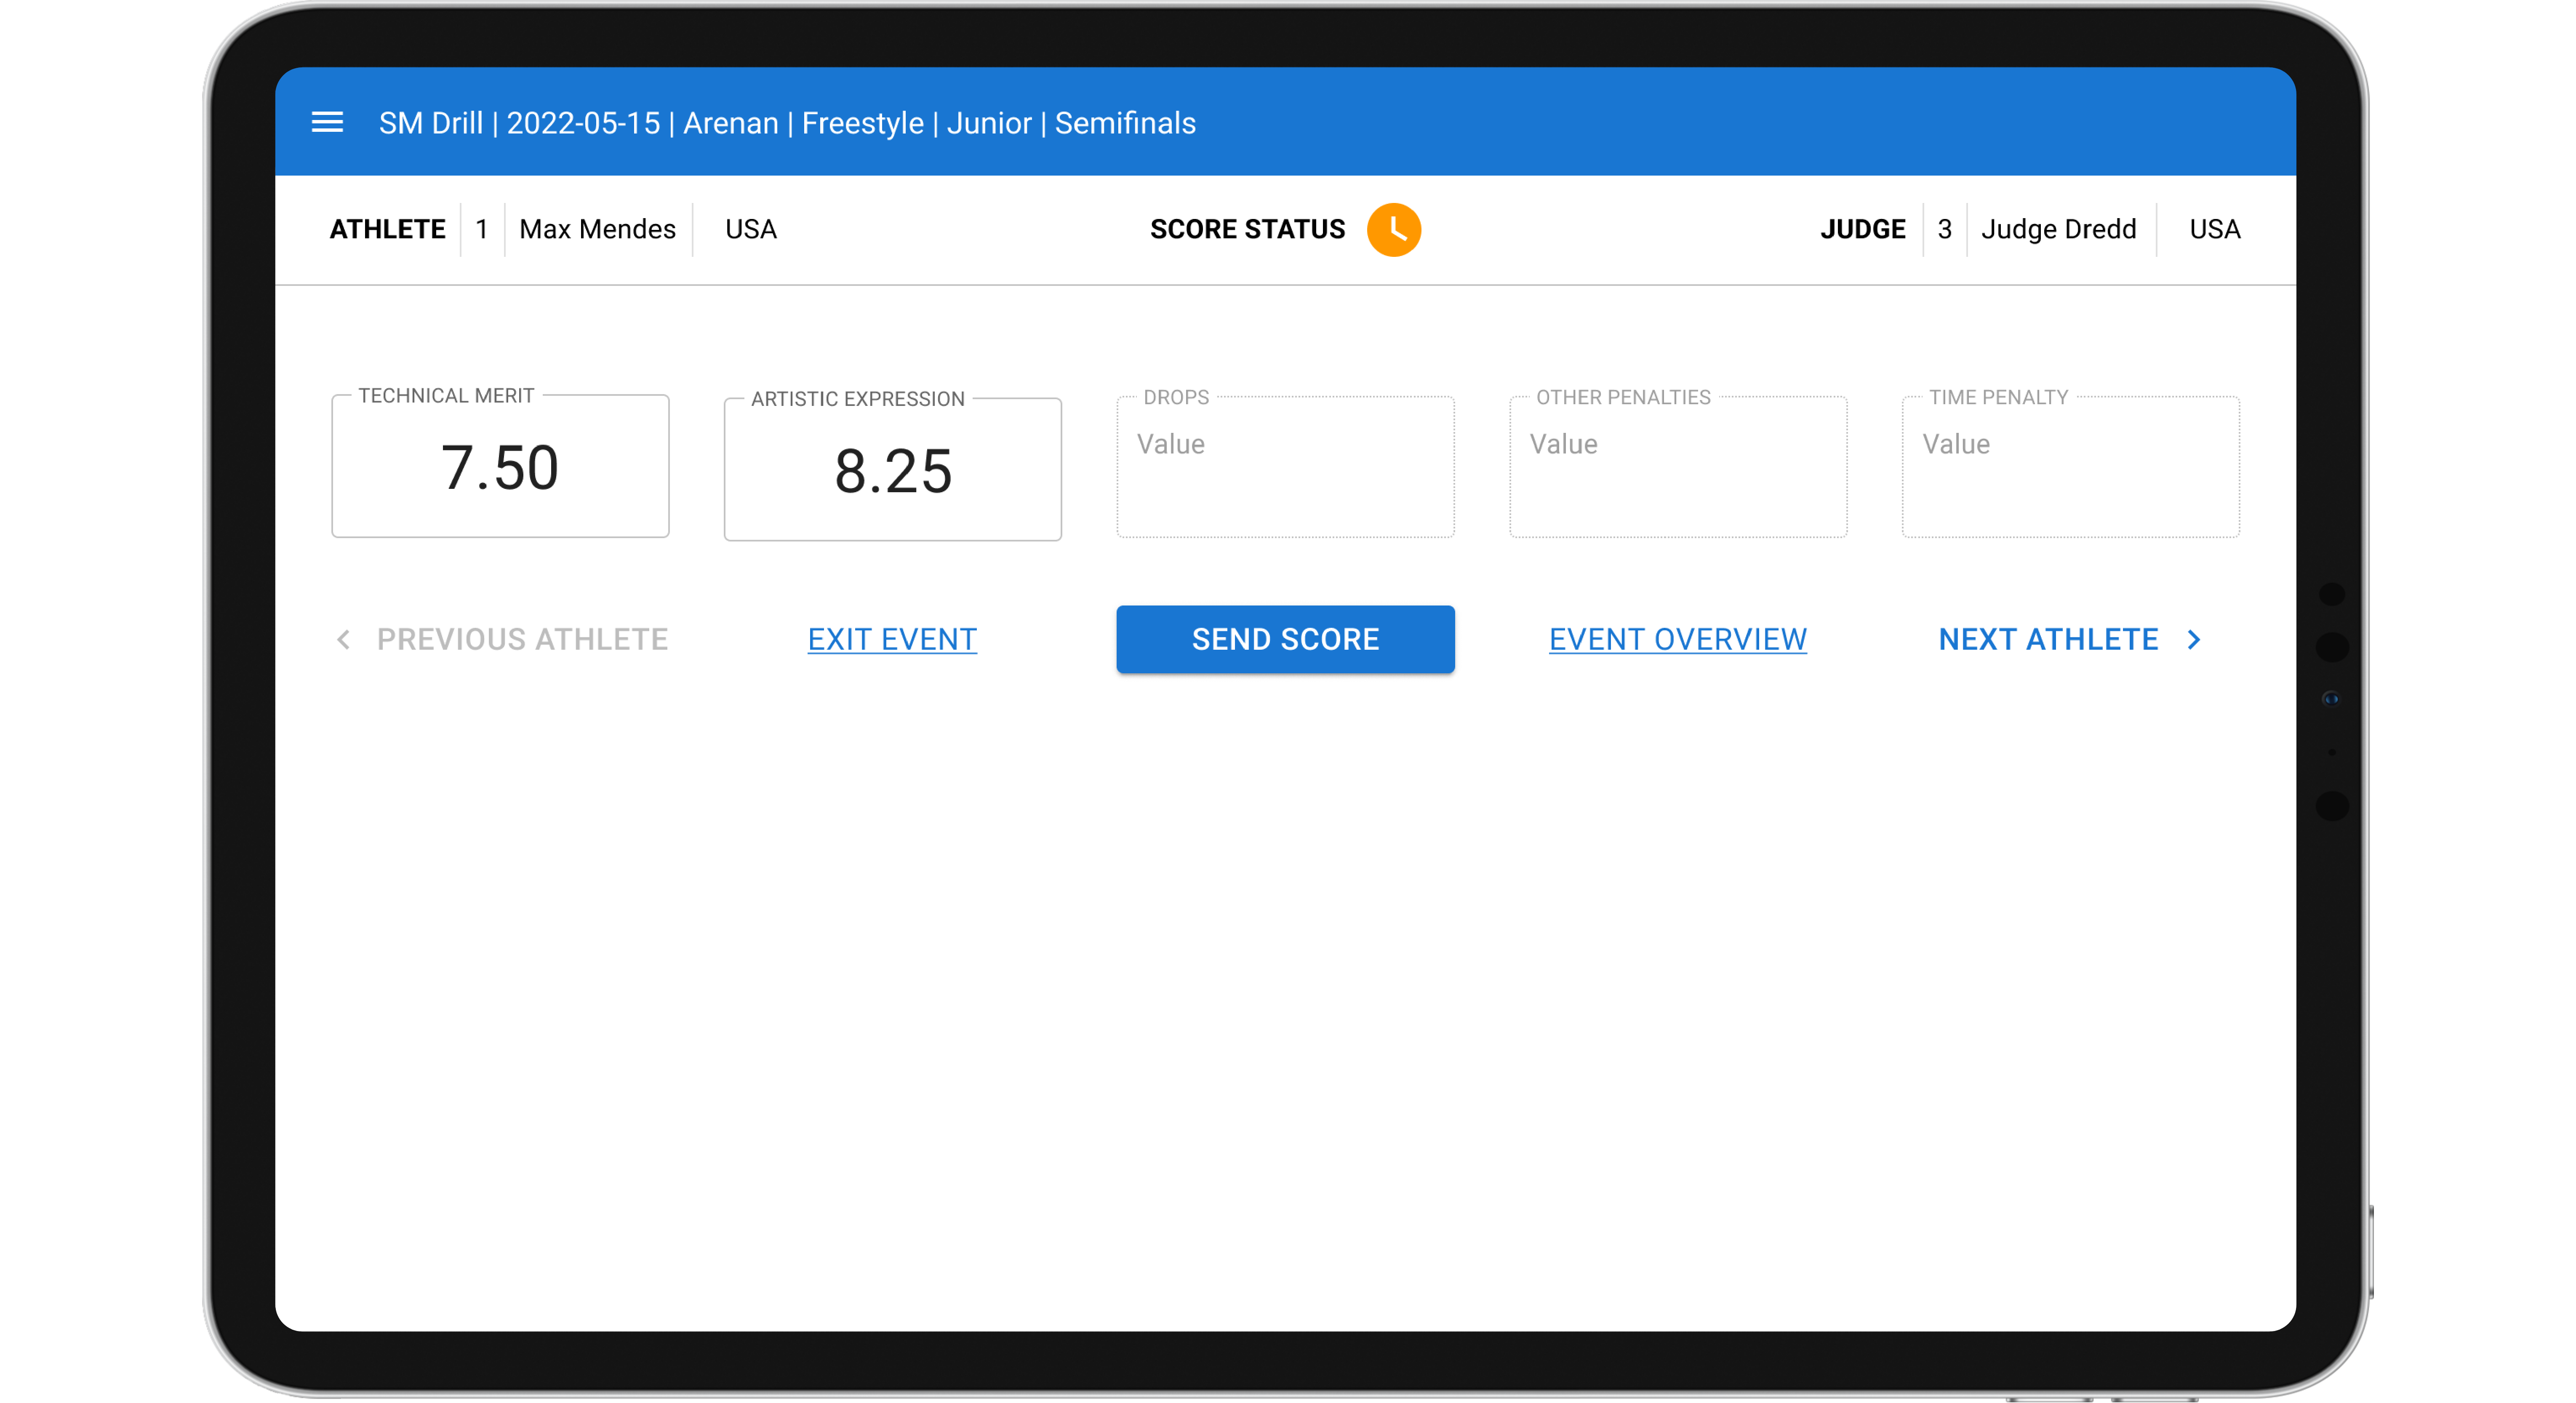 SM Drill | 2022-05-15 | Arenan | Freestyle | Junior | Semifinals
ATHLETE 1 Max Mendes USA SCORE STATUS JUDGE 3 Judge Dredd USA
TECHNICAL MERIT ARTISTIC EXPRESSION DROPS OTHER PENALTIES TIME PENALTY
7.50 8.25 Value Value Value
PREVIOUS ATHLETE EXIT EVENT SEND SCORE EVENT OVERVIEW NEXT ATHLETE